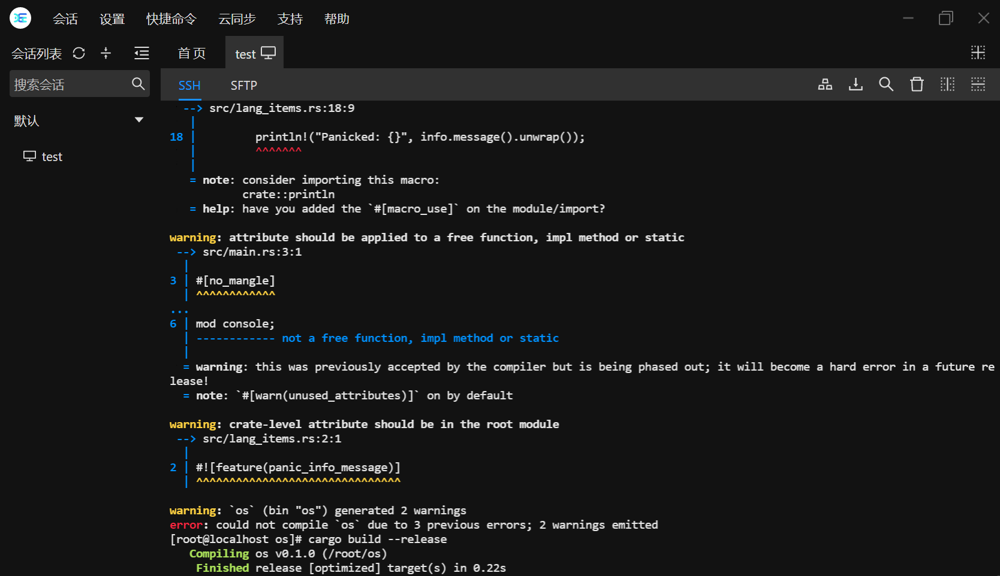 会话 设置 快捷命令 云同步 支持 帮助
会话列表 首页 test
搜索会话 SSH SFTP
默认
test
--> src/lang_items.rs:18:9
|
18 |         println!("Panicked: {}", info.message().unwrap());
|         ^^^^^^^
|
= note: consider importing this macro:
crate::println
= help: have you added the `#[macro_use]` on the module/import?
warning: attribute should be applied to a free function, impl method or static
--> src/main.rs:3:1
|
3 | #[no_mangle]
| ^^^^^^^^^^^^
...
6 | mod console;
| ------------ not a free function, impl method or static
|
= warning: this was previously accepted by the compiler but is being phased out; it will become a hard error in a future re
lease!
= note: `#[warn(unused_attributes)]` on by default
warning: crate-level attribute should be in the root module
--> src/lang_items.rs:2:1
|
2 | #![feature(panic_info_message)]
| ^^^^^^^^^^^^^^^^^^^^^^^^^^^^^^^
warning: `os` (bin "os") generated 2 warnings
error: could not compile `os` due to 3 previous errors; 2 warnings emitted
[root@localhost os]# cargo build --release
Compiling os v0.1.0 (/root/os)
Finished release [optimized] target(s) in 0.22s